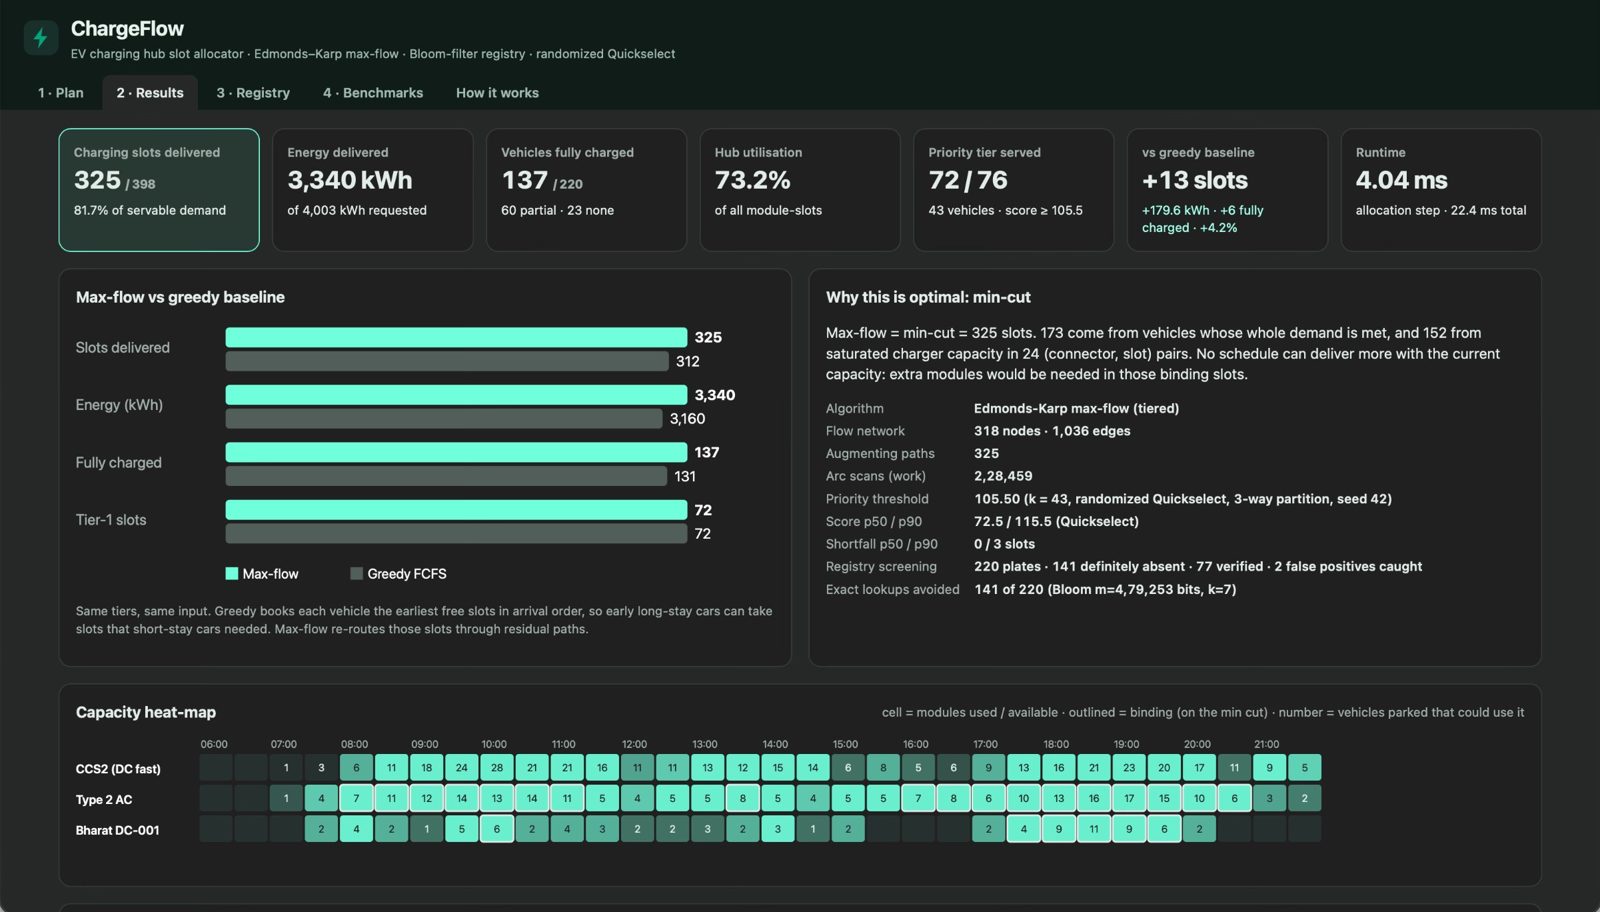 ChargeFlow
EV charging hub slot allocator · Edmonds–Karp max-flow · Bloom-filter registry · randomized Quickselect
1 · Plan
2 · Results
3 · Registry
4 · Benchmarks
How it works
Charging slots delivered
325 / 398
81.7% of servable demand
Energy delivered
3,340 kWh
of 4,003 kWh requested
Vehicles fully charged
137 / 220
60 partial · 23 none
Hub utilisation
73.2%
of all module-slots
Priority tier served
72 / 76
43 vehicles · score ≥ 105.5
vs greedy baseline
+13 slots
+179.6 kWh · +6 fully
charged · +4.2%
Runtime
4.04 ms
allocation step · 22.4 ms total
Max-flow vs greedy baseline
Slots delivered
325
312
Energy (kWh)
3,340
3,160
Fully charged
137
131
Tier-1 slots
72
72
Max-flow
Greedy FCFS
Same tiers, same input. Greedy books each vehicle the earliest free slots in arrival order, so early long-stay cars can take
slots that short-stay cars needed. Max-flow re-routes those slots through residual paths.
Why this is optimal: min-cut
Max-flow = min-cut = 325 slots. 173 come from vehicles whose whole demand is met, and 152 from
saturated charger capacity in 24 (connector, slot) pairs. No schedule can deliver more with the current
capacity: extra modules would be needed in those binding slots.
Algorithm Edmonds-Karp max-flow (tiered)
Flow network 318 nodes · 1,036 edges
Augmenting paths 325
Arc scans (work) 2,28,459
Priority threshold 105.50 (k = 43, randomized Quickselect, 3-way partition, seed 42)
Score p50 / p90 72.5 / 115.5 (Quickselect)
Shortfall p50 / p90 0 / 3 slots
Registry screening 220 plates · 141 definitely absent · 77 verified · 2 false positives caught
Exact lookups avoided 141 of 220 (Bloom m=4,79,253 bits, k=7)
Capacity heat-map
cell = modules used / available · outlined = binding (on the min cut) · number = vehicles parked that could use it
06:00 07:00 08:00 09:00 10:00 11:00 12:00 13:00 14:00 15:00 16:00 17:00 18:00 19:00 20:00 21:00
CCS2 (DC fast) 1 3 6 11 18 24 28 21 21 16 11 11 13 12 15 14 6 8 5 6 9 13 16 21 23 20 17 11 9 5
Type 2 AC 1 4 7 11 12 14 13 14 11 5 4 5 5 8 5 4 5 5 7 8 6 10 13 16 17 15 10 6 3 2
Bharat DC-001 2 4 2 1 5 6 2 4 3 2 2 3 2 3 1 2 2 4 9 11 9 6 2